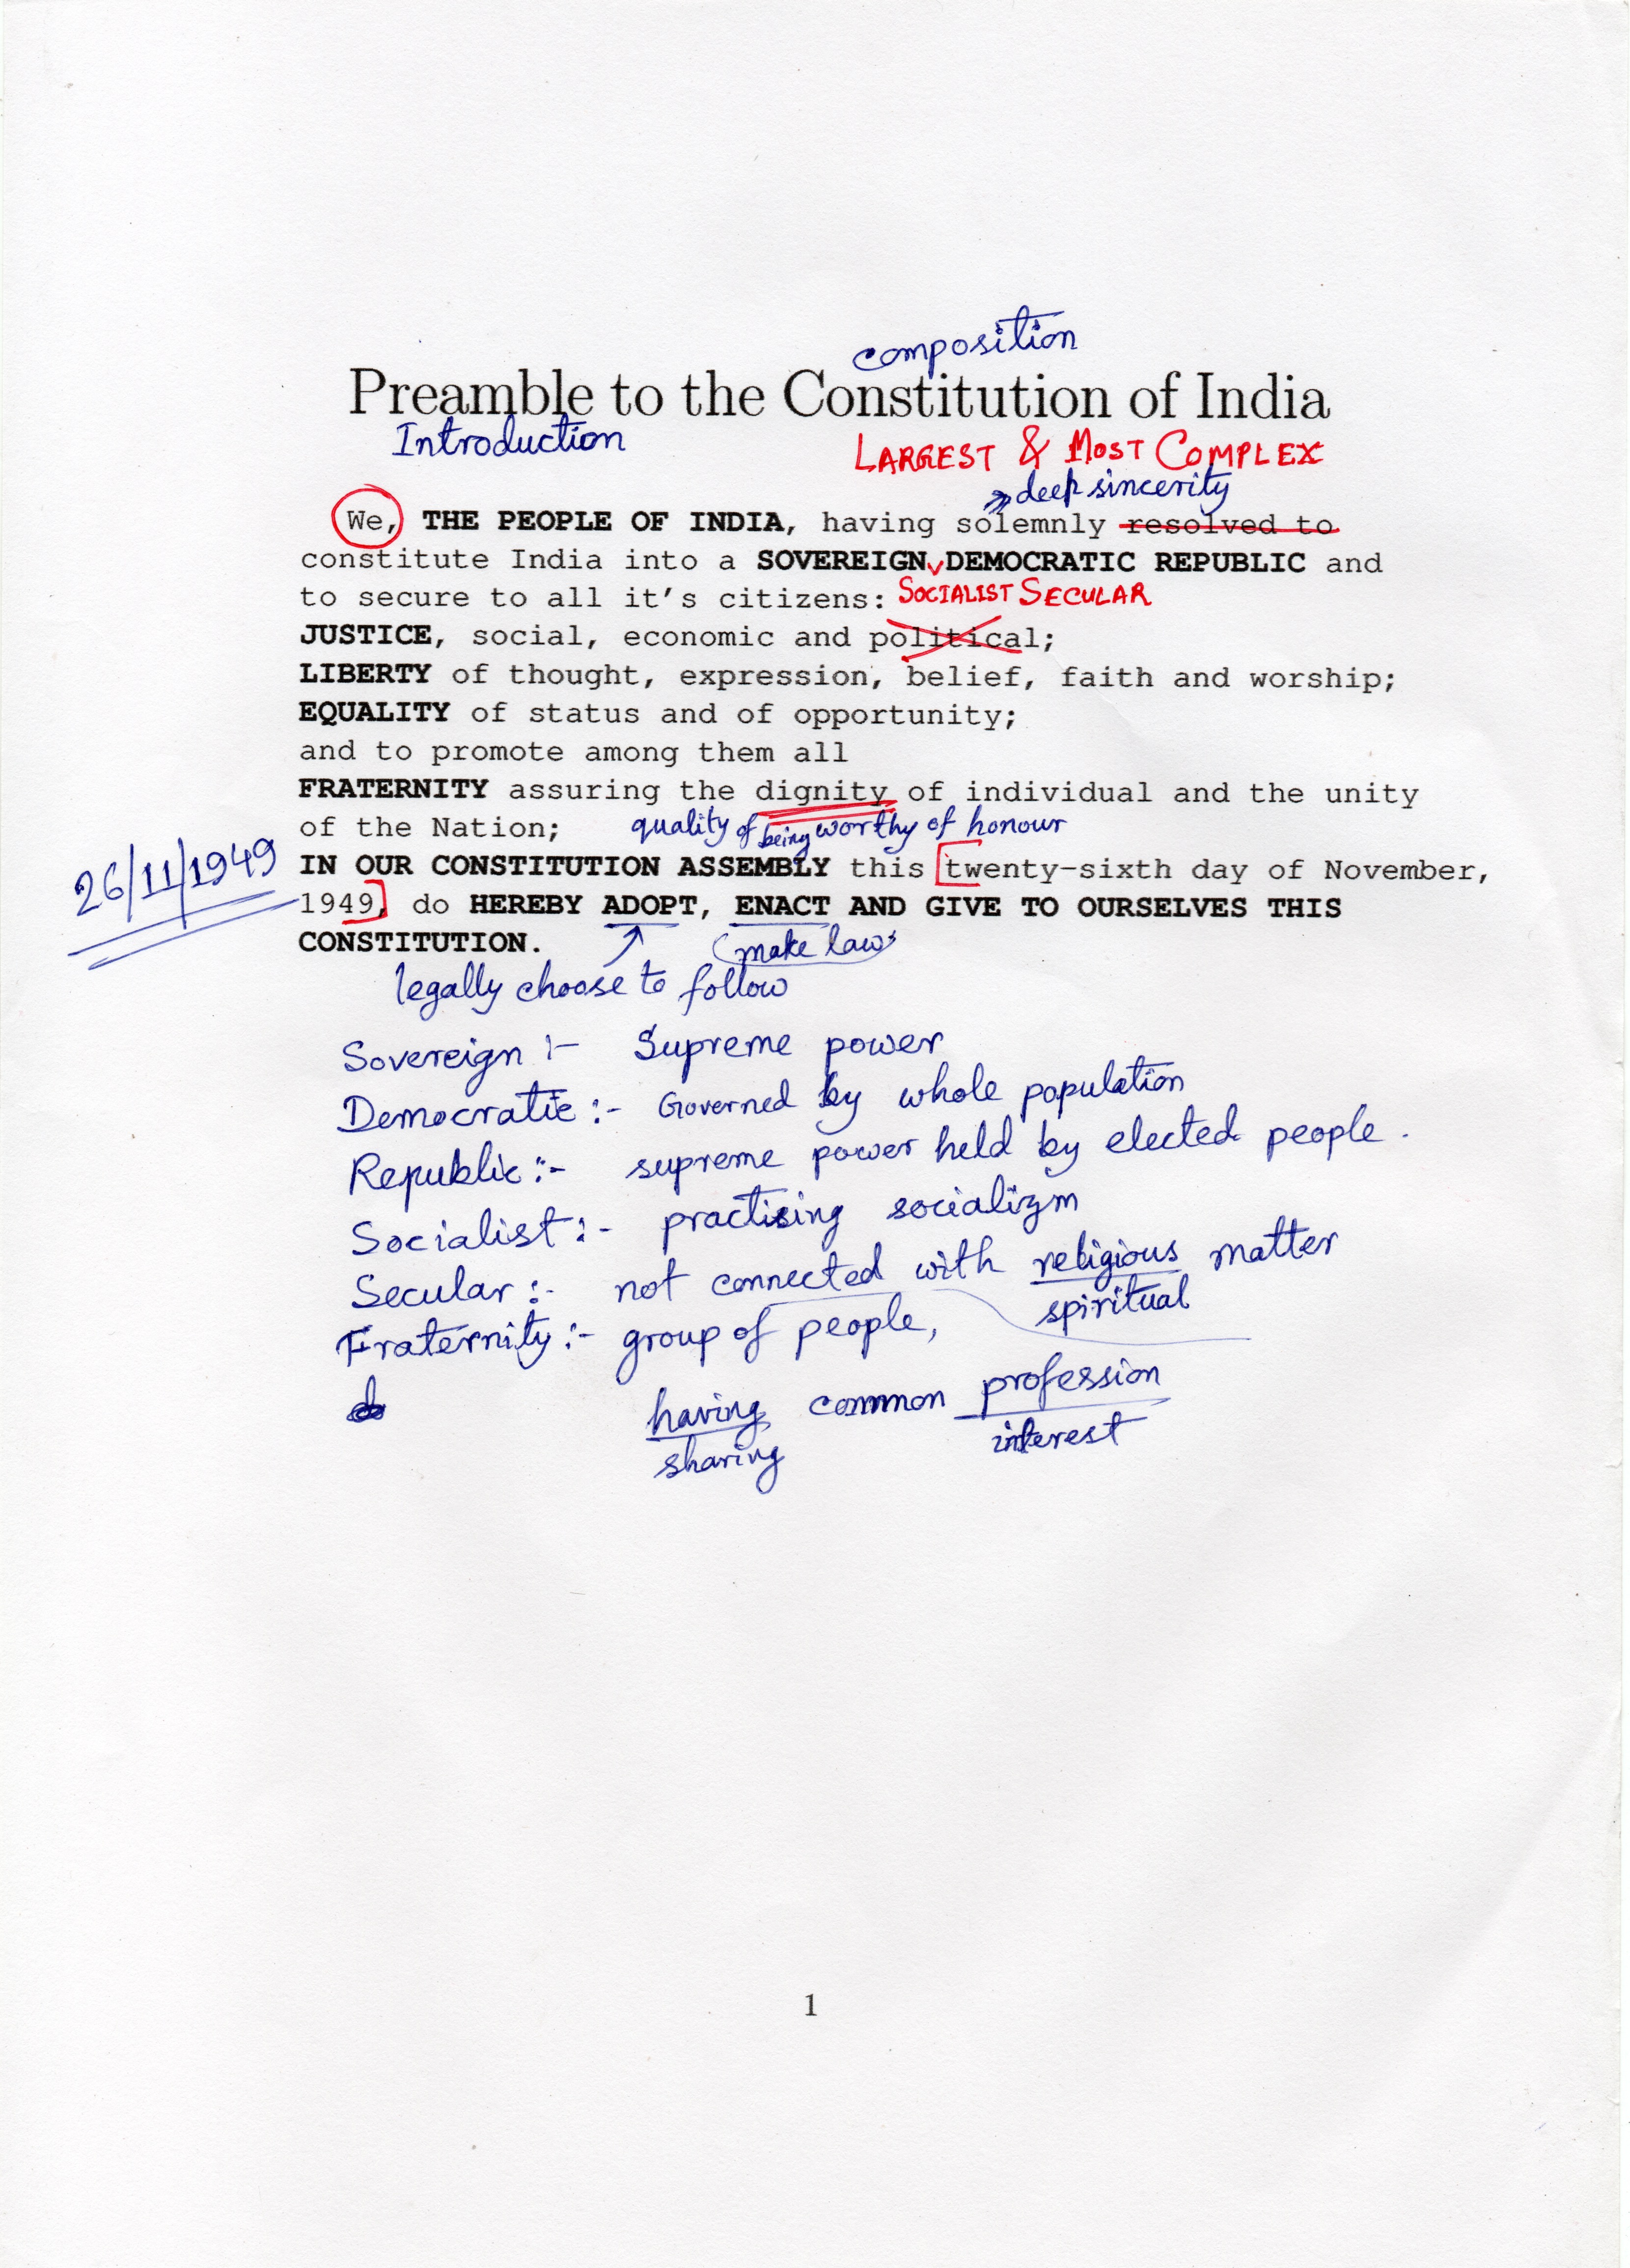 composition
Preamble to the Constitution of India
Introduction
LARGEST & MOST COMPLEX
deep sincerity
We, THE PEOPLE OF INDIA, having solemnly resolved to
constitute India into a SOVEREIGN DEMOCRATIC REPUBLIC and
to secure to all it's citizens: SOCIALIST SECULAR
JUSTICE, social, economic and political;
LIBERTY of thought, expression, belief, faith and worship;
EQUALITY of status and of opportunity;
and to promote among them all
FRATERNITY assuring the dignity of individual and the unity
of the Nation; quality of being worthy of honour
26/11/1949
IN OUR CONSTITUTION ASSEMBLY this twenty-sixth day of November,
1949, do HEREBY ADOPT, ENACT AND GIVE TO OURSELVES THIS
CONSTITUTION. make laws
legally choose to follow
Sovereign :- Supreme power
Democratic :- Governed by whole population
Republic :- supreme power held by elected people.
Socialist :- practising socializm
Secular :- not connected with religious matter
spiritual
Fraternity :- group of people,
having common profession
sharing interest
1